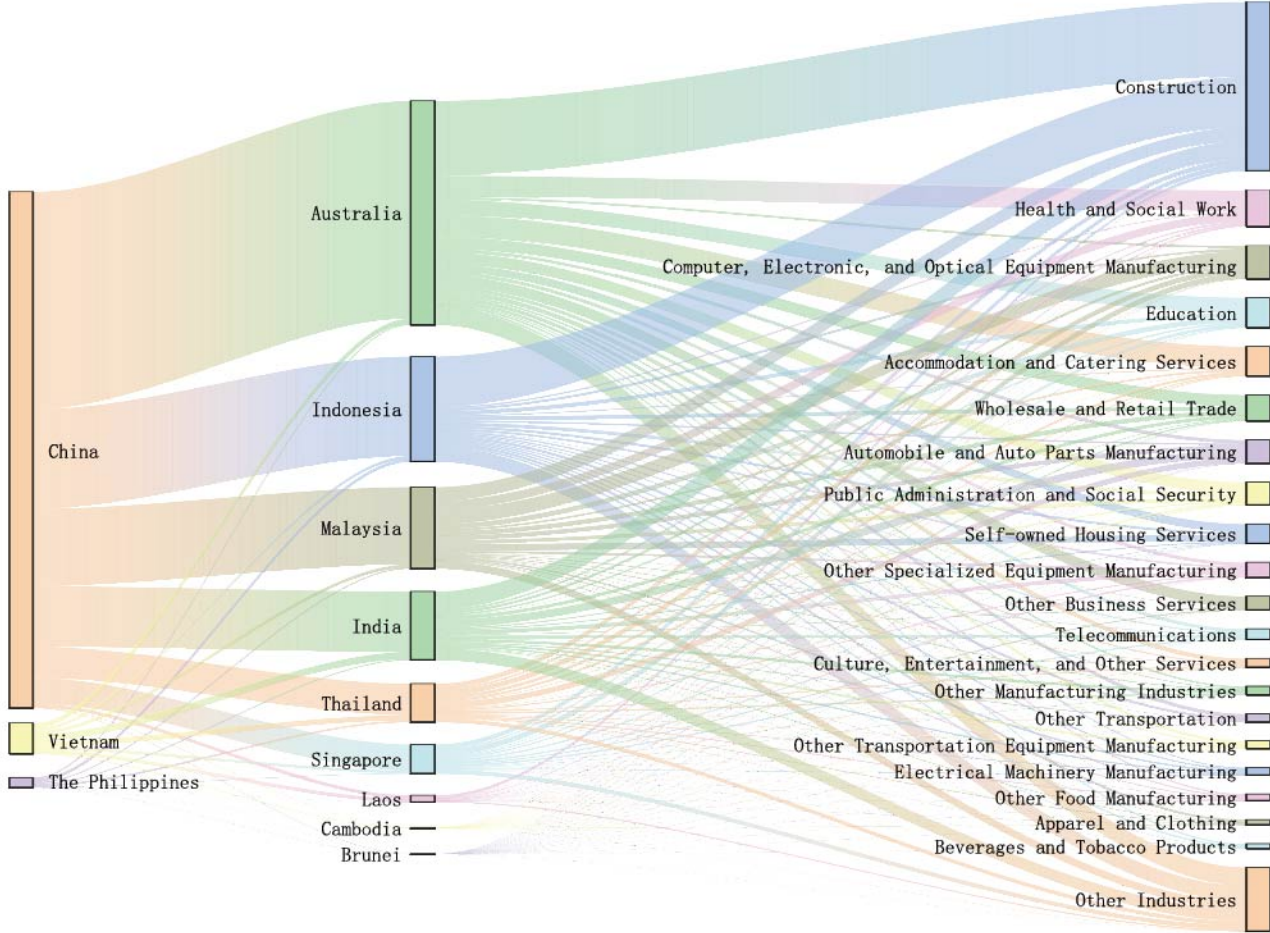 China
Vietnam
The Philippines
Australia
Indonesia
Malaysia
India
Thailand
Singapore
Laos
Cambodia
Brunei
Construction
Health and Social Work
Computer, Electronic, and Optical Equipment Manufacturing
Education
Accommodation and Catering Services
Wholesale and Retail Trade
Automobile and Auto Parts Manufacturing
Public Administration and Social Security
Self-owned Housing Services
Other Specialized Equipment Manufacturing
Other Business Services
Telecommunications
Culture, Entertainment, and Other Services
Other Manufacturing Industries
Other Transportation
Other Transportation Equipment Manufacturing
Electrical Machinery Manufacturing
Other Food Manufacturing
Apparel and Clothing
Beverages and Tobacco Products
Other Industries